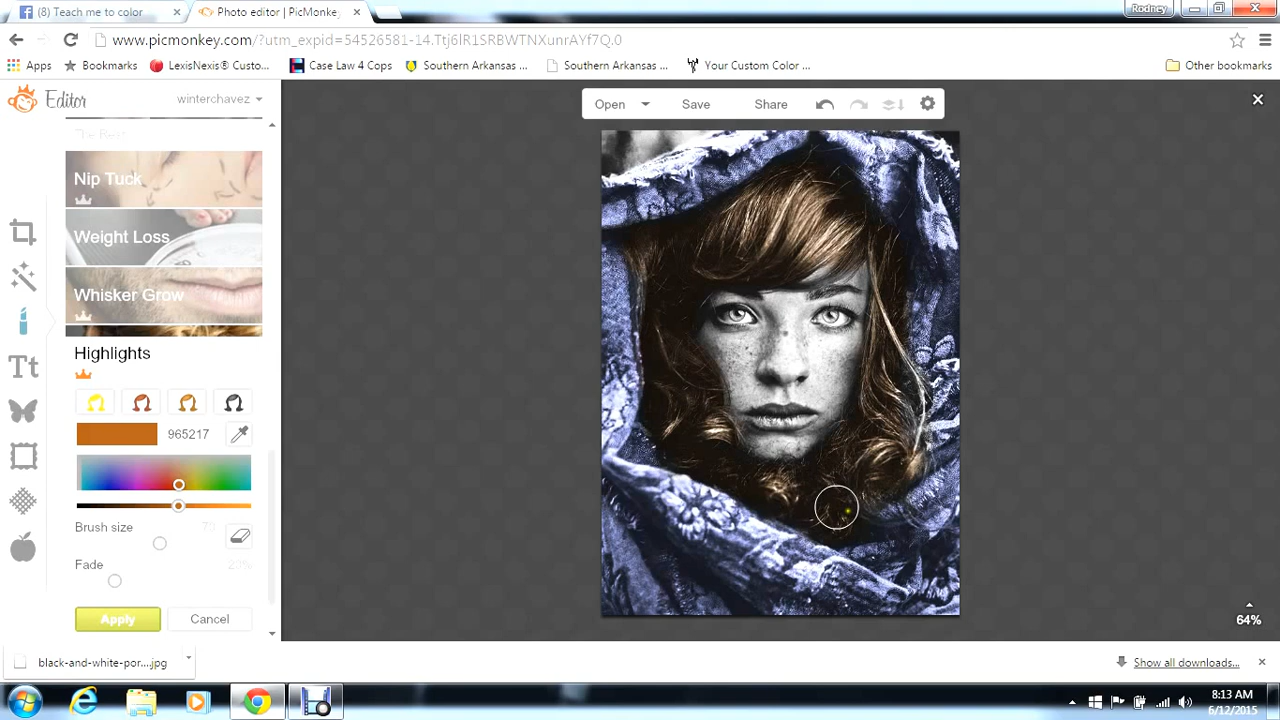 (8) Teach me to color
Photo editor | PicMonkey
Rodney
www.picmonkey.com/?utm_expid=54526581-14.Ttj6lR1SRBWTNXunrAYf7Q.0
Apps Bookmarks LexisNexis® Custo... Case Law 4 Cops Southern Arkansas ... Southern Arkansas ... Your Custom Color ... Other bookmarks
Editor winterchavez
Open Save Share
Nip Tuck
Weight Loss
Whisker Grow
Highlights
965217
Brush size 70
Fade
Apply Cancel
64%
black-and-white-por....jpg
Show all downloads...
8:13 AM
6/12/2015